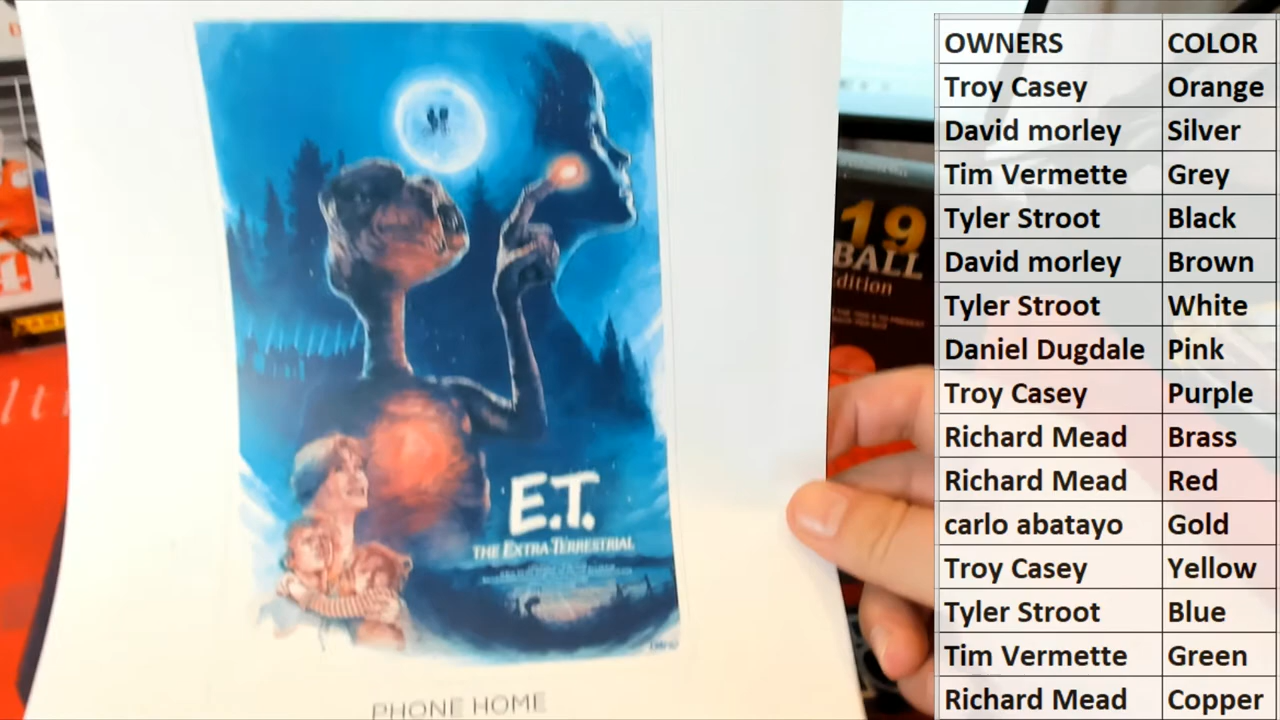 OWNERS COLOR
Troy Casey Orange
David morley Silver
Tim Vermette Grey
Tyler Stroot Black
David morley Brown
Tyler Stroot White
Daniel Dugdale Pink
Troy Casey Purple
Richard Mead Brass
Richard Mead Red
carlo abatayo Gold
Troy Casey Yellow
Tyler Stroot Blue
Tim Vermette Green
Richard Mead Copper
E.T.
THE EXTRA-TERRESTRIAL
PHONE HOME
19
BALL
dition